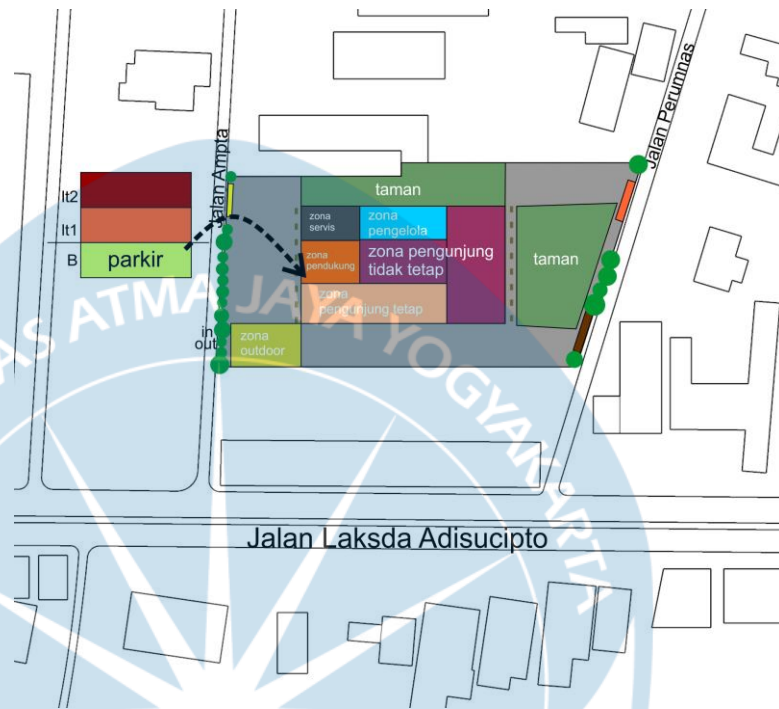 Jalan Ampta
Jalan Perumnas
lt2
lt1
B
parkir
taman
zona
servis
zona
pengelola
zona
pendukung
zona pengunjung
tidak tetap
zona
pengunjung tetap
taman
in
out
zona
outdoor
AS ATMA JAYA YOGYAKARTA
Jalan Laksda Adisucipto